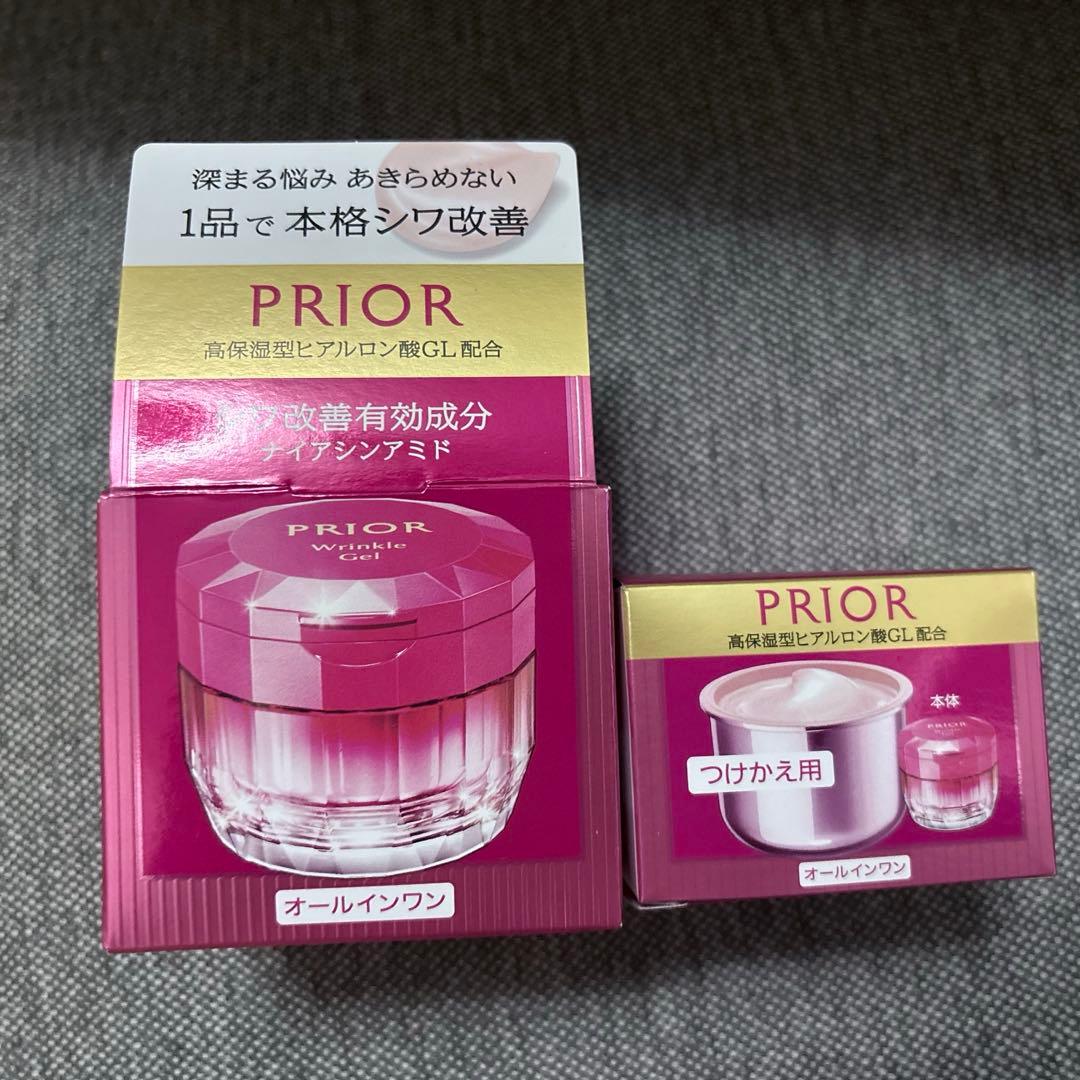 深まる悩み あきらめない
1品で 本格シワ改善
PRIOR
高保湿型ヒアルロン酸GL配合
シワ改善有効成分
ナイアシンアミド
PRIOR
Wrinkle
Gel
オールインワン
PRIOR
高保湿型ヒアルロン酸GL配合
本体
PRIOR
つけかえ用
オールインワン